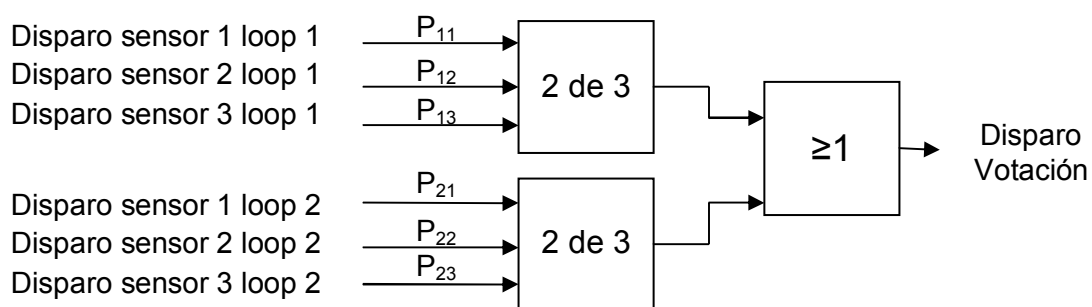 Disparo sensor 1 loop 1
P₁₁
Disparo sensor 2 loop 1
P₁₂
Disparo sensor 3 loop 1
P₁₃
2 de 3
≥1
Disparo
Votación
Disparo sensor 1 loop 2
P₂₁
Disparo sensor 2 loop 2
P₂₂
Disparo sensor 3 loop 2
P₂₃
2 de 3